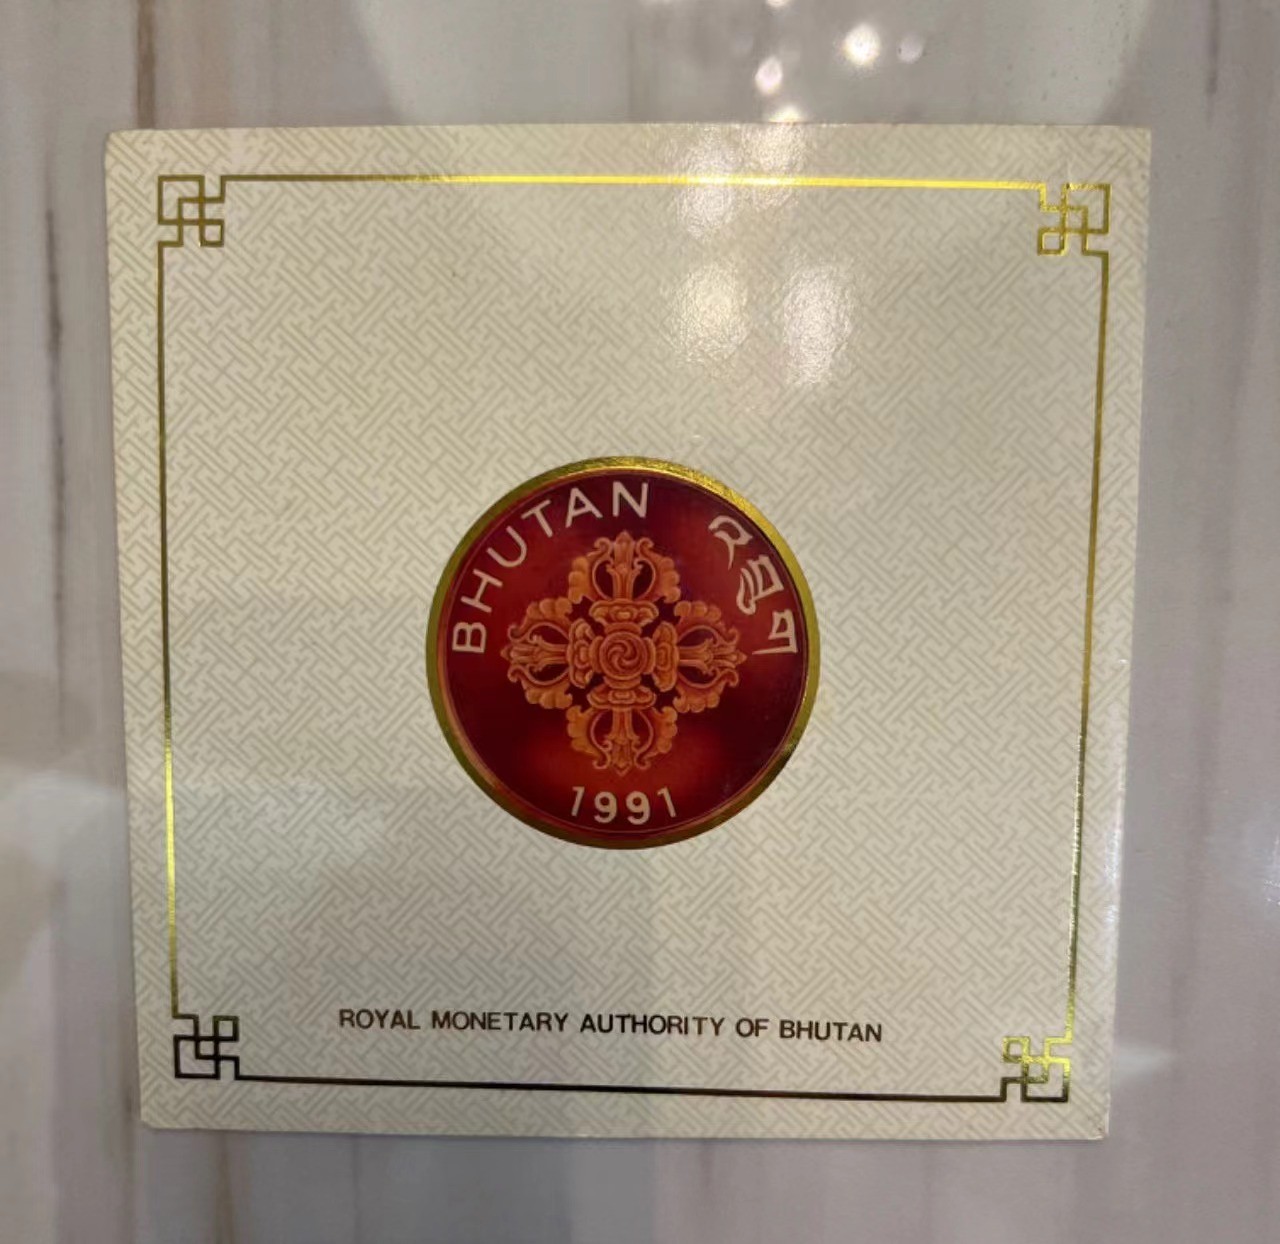 BHUTAN འབྲུག
1991
ROYAL MONETARY AUTHORITY OF BHUTAN